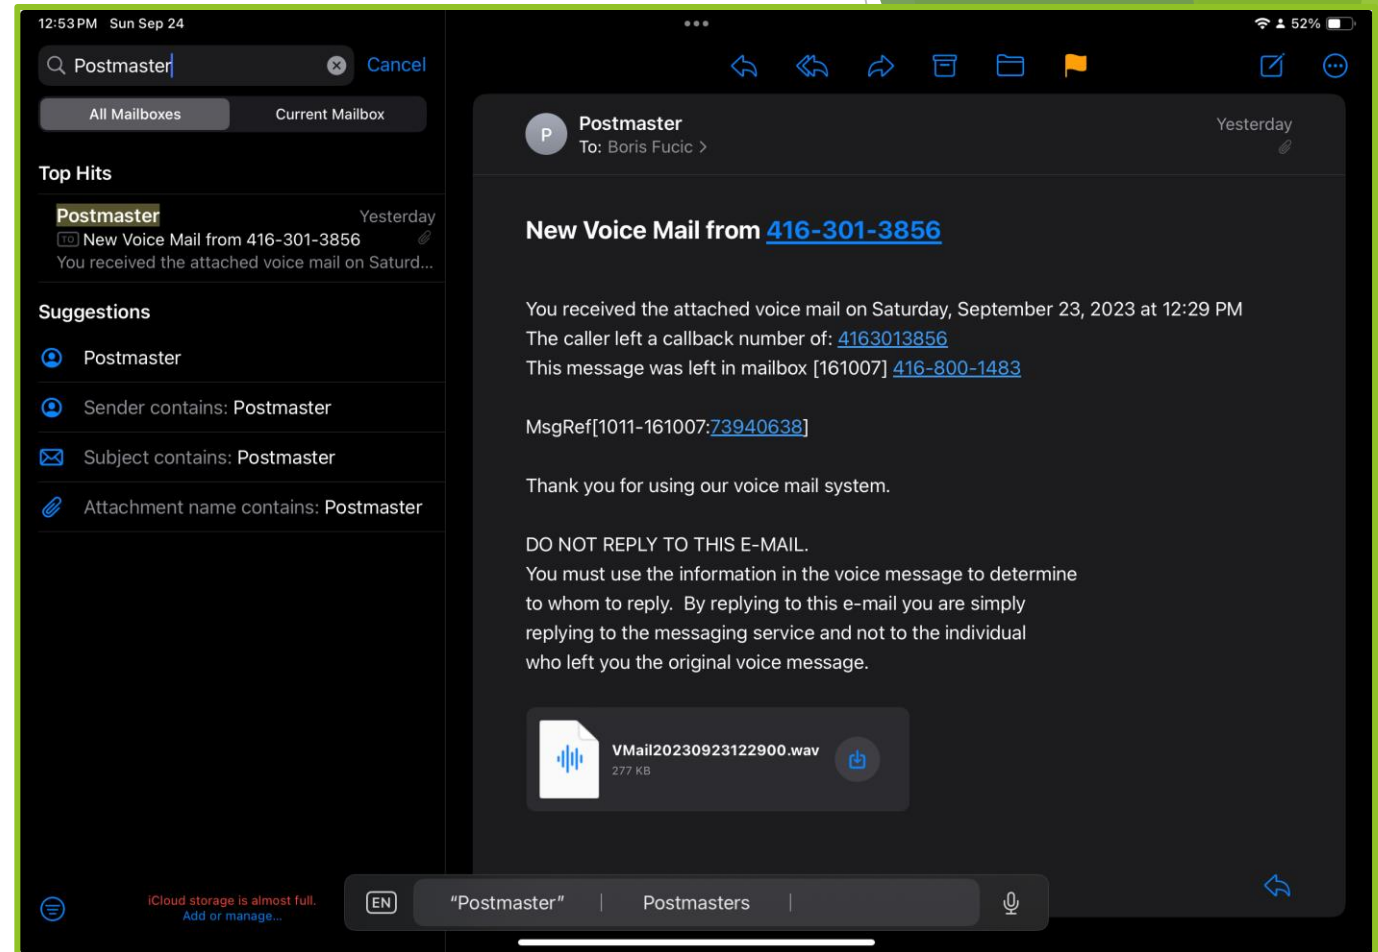 12:53 PM Sun Sep 24
52%
Postmaster
Cancel
All Mailboxes
Current Mailbox
Top Hits
Postmaster
Yesterday
TO New Voice Mail from 416-301-3856
You received the attached voice mail on Saturd...
Suggestions
Postmaster
Sender contains: Postmaster
Subject contains: Postmaster
Attachment name contains: Postmaster
iCloud storage is almost full.
Add or manage...
P
Postmaster
Yesterday
To: Boris Fucic >
New Voice Mail from 416-301-3856
You received the attached voice mail on Saturday, September 23, 2023 at 12:29 PM
The caller left a callback number of: 4163013856
This message was left in mailbox [161007] 416-800-1483
MsgRef[1011-161007:73940638]
Thank you for using our voice mail system.
DO NOT REPLY TO THIS E-MAIL.
You must use the information in the voice message to determine
to whom to reply.  By replying to this e-mail you are simply
replying to the messaging service and not to the individual
who left you the original voice message.
VMail20230923122900.wav
277 KB
EN
"Postmaster"
Postmasters